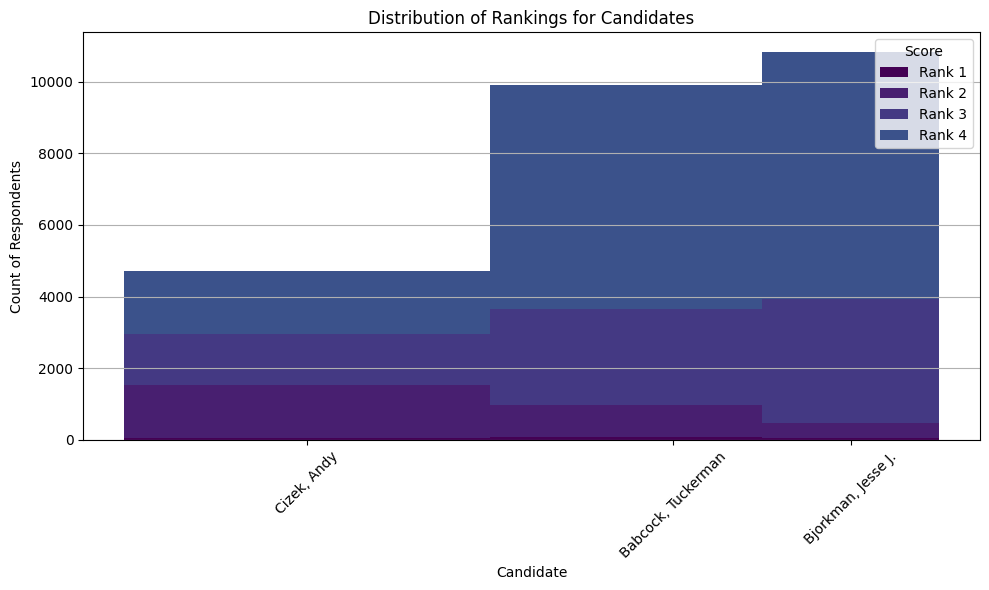 Distribution of Rankings for Candidates
Score
Rank 1
Rank 2
Rank 3
Rank 4
Count of Respondents
10000
8000
6000
4000
2000
0
Cizek, Andy
Babcock, Tuckerman
Bjorkman, Jesse J.
Candidate